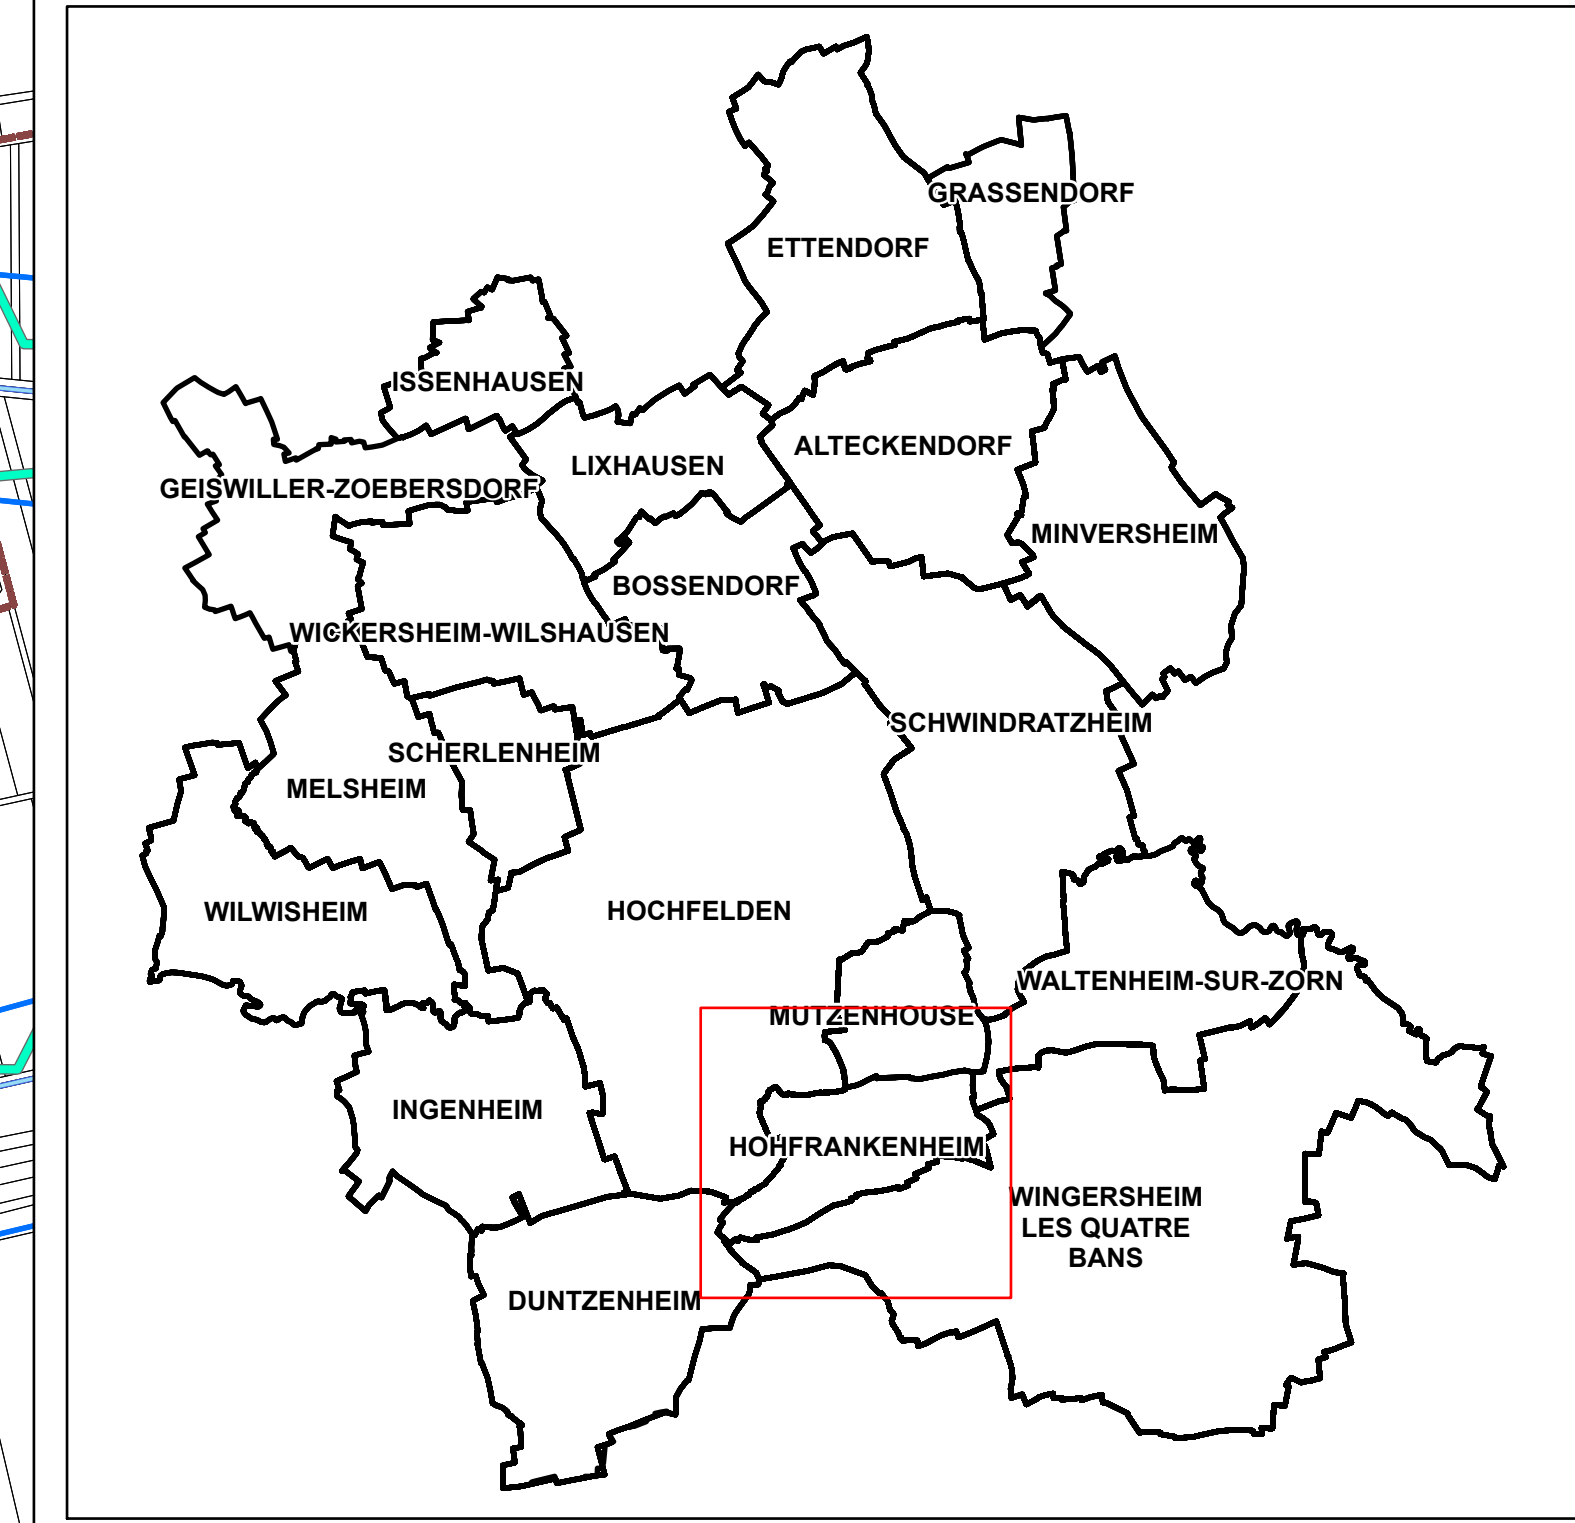 GRASSENDORF
ETTENDORF
ISSENHAUSEN
ALTECKENDORF
LIXHAUSEN
GEISWILLER-ZOEBERSDORF
MINVERSHEIM
BOSSENDORF
WICKERSHEIM-WILSHAUSEN
SCHWINDRATZHEIM
SCHERLENHEIM
MELSHEIM
WILWISHEIM
HOCHFELDEN
WALTENHEIM-SUR-ZORN
MUTZENHOUSE
INGENHEIM
HOHFRANKENHEIM
WINGERSHEIM
LES QUATRE
BANS
DUNTZENHEIM